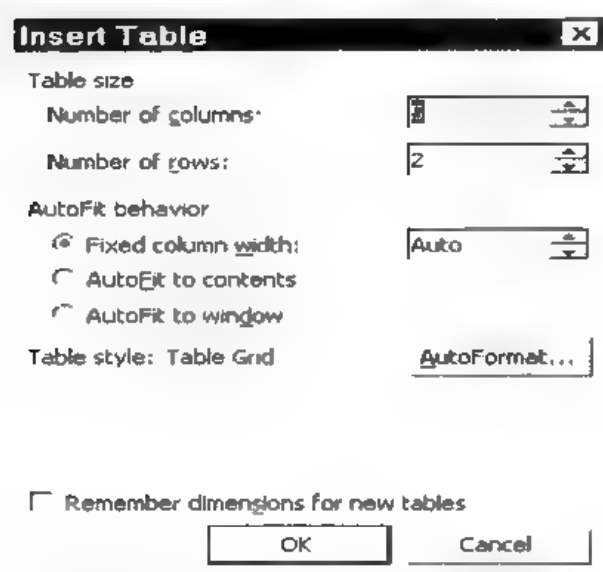 Insert Table
Table size
Number of columns:
Number of rows: 2
AutoFit behavior
Fixed column width: Auto
AutoFit to contents
AutoFit to window
Table style: Table Grid AutoFormat...
Remember dimensions for new tables
OK Cancel